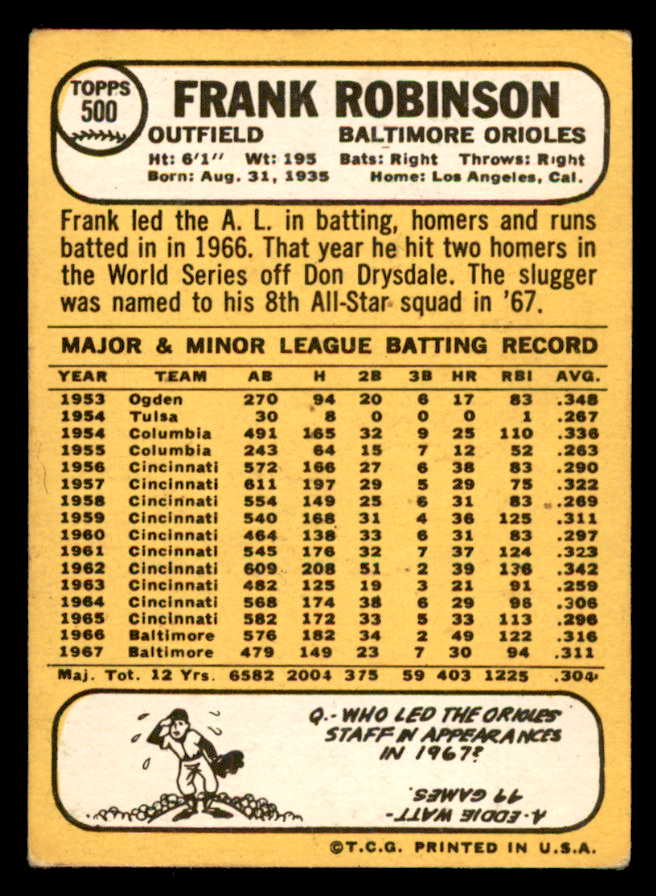 TOPPS
500
FRANK ROBINSON
OUTFIELD BALTIMORE ORIOLES
Ht: 6'1" Wt: 195 Bats: Right Throws: Right
Born: Aug. 31, 1935 Home: Los Angeles, Cal.
Frank led the A. L. in batting, homers and runs
batted in in 1966. That year he hit two homers in
the World Series off Don Drysdale. The slugger
was named to his 8th All-Star squad in '67.
MAJOR & MINOR LEAGUE BATTING RECORD
YEAR TEAM AB H 2B 3B HR RBI AVG.
1953 Ogden 270 94 20 6 17 83 .348
1954 Tulsa 30 8 0 0 0 1 .267
1954 Columbia 491 165 32 9 25 110 .336
1955 Columbia 243 64 15 7 12 52 .263
1956 Cincinnati 572 166 27 6 38 83 .290
1957 Cincinnati 611 197 29 5 29 75 .322
1958 Cincinnati 554 149 25 6 31 83 .269
1959 Cincinnati 540 168 31 4 36 125 .311
1960 Cincinnati 464 138 33 6 31 83 .297
1961 Cincinnati 545 176 32 7 37 124 .323
1962 Cincinnati 609 208 51 2 39 136 .342
1963 Cincinnati 482 125 19 3 21 91 .259
1964 Cincinnati 568 174 38 6 29 96 .306
1965 Cincinnati 582 172 33 5 33 113 .296
1966 Baltimore 576 182 34 2 49 122 .316
1967 Baltimore 479 149 23 7 30 94 .311
Maj. Tot. 12 Yrs. 6582 2004 375 59 403 1225 .304
Q.-WHO LED THE ORIOLES'
STAFF IN APPEARANCES
IN 1967?
A-EDDIE WATT-
49 GAMES.
©T.C.G. PRINTED IN U.S.A.